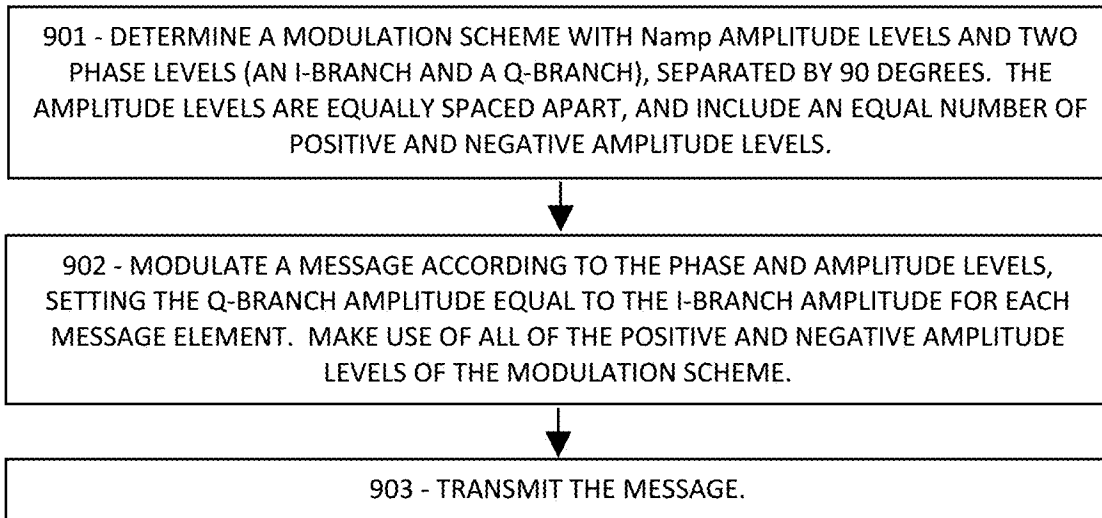 901 - DETERMINE A MODULATION SCHEME WITH Namp AMPLITUDE LEVELS AND TWO
PHASE LEVELS (AN I-BRANCH AND A Q-BRANCH), SEPARATED BY 90 DEGREES. THE
AMPLITUDE LEVELS ARE EQUALLY SPACED APART, AND INCLUDE AN EQUAL NUMBER OF
POSITIVE AND NEGATIVE AMPLITUDE LEVELS.
902 - MODULATE A MESSAGE ACCORDING TO THE PHASE AND AMPLITUDE LEVELS,
SETTING THE Q-BRANCH AMPLITUDE EQUAL TO THE I-BRANCH AMPLITUDE FOR EACH
MESSAGE ELEMENT. MAKE USE OF ALL OF THE POSITIVE AND NEGATIVE AMPLITUDE
LEVELS OF THE MODULATION SCHEME.
903 - TRANSMIT THE MESSAGE.